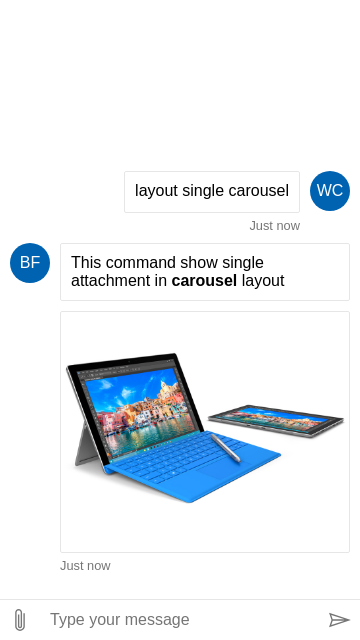 layout single carousel
WC
Just now
BF
This command show single
attachment in carousel layout
Just now
Type your message